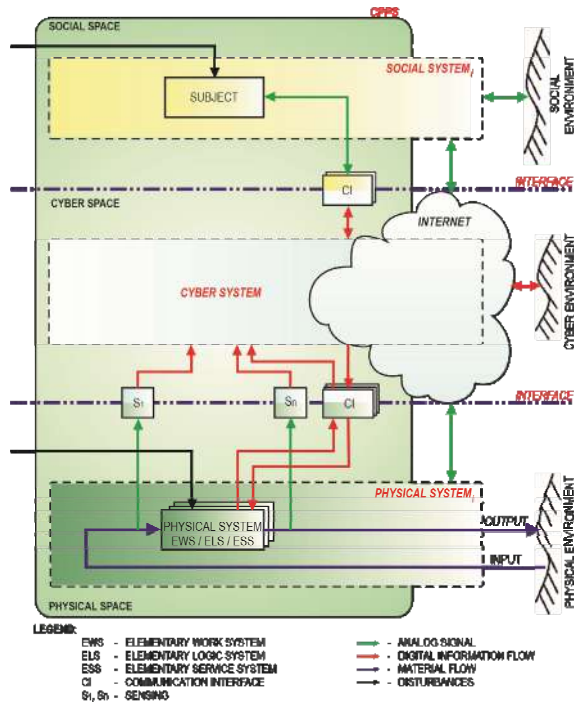 CPPS
SOCIAL SPACE
SOCIAL SYSTEM i
SUBJECT
SOCIAL
ENVIRONMENT
CI
INTERFACE
CYBER SPACE
INTERNET
CYBER SYSTEM
CYBER ENVIRONMENT
INTERFACE
S1
Sn
CI
PHYSICAL SYSTEM i
PHYSICAL SYSTEM
EWS / ELS / ESS
OUTPUT
INPUT
PHYSICAL ENVIRONMENT
PHYSICAL SPACE
LEGEND:
EWS - ELEMENTARY WORK SYSTEM
ELS - ELEMENTARY LOGIC SYSTEM
ESS - ELEMENTARY SERVICE SYSTEM
CI - COMMUNICATION INTERFACE
S1, Sn - SENSING
- ANALOG SIGNAL
- DIGITAL INFORMATION FLOW
- MATERIAL FLOW
- DISTURBANCES